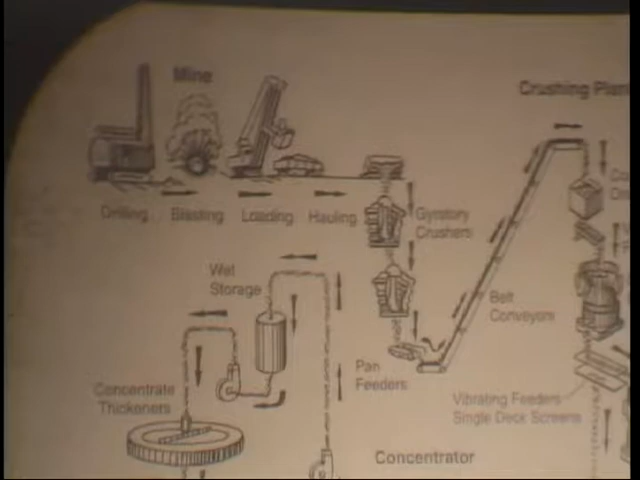 Mine
Crushing Plan
Drilling
Blasting
Loading
Hauling
Gyratory
Crushers
Wet
Storage
Belt
Conveyors
Pan
Feeders
Concentrate
Thickeners
Vibrating Feeders
Single Deck Screens
Concentrator